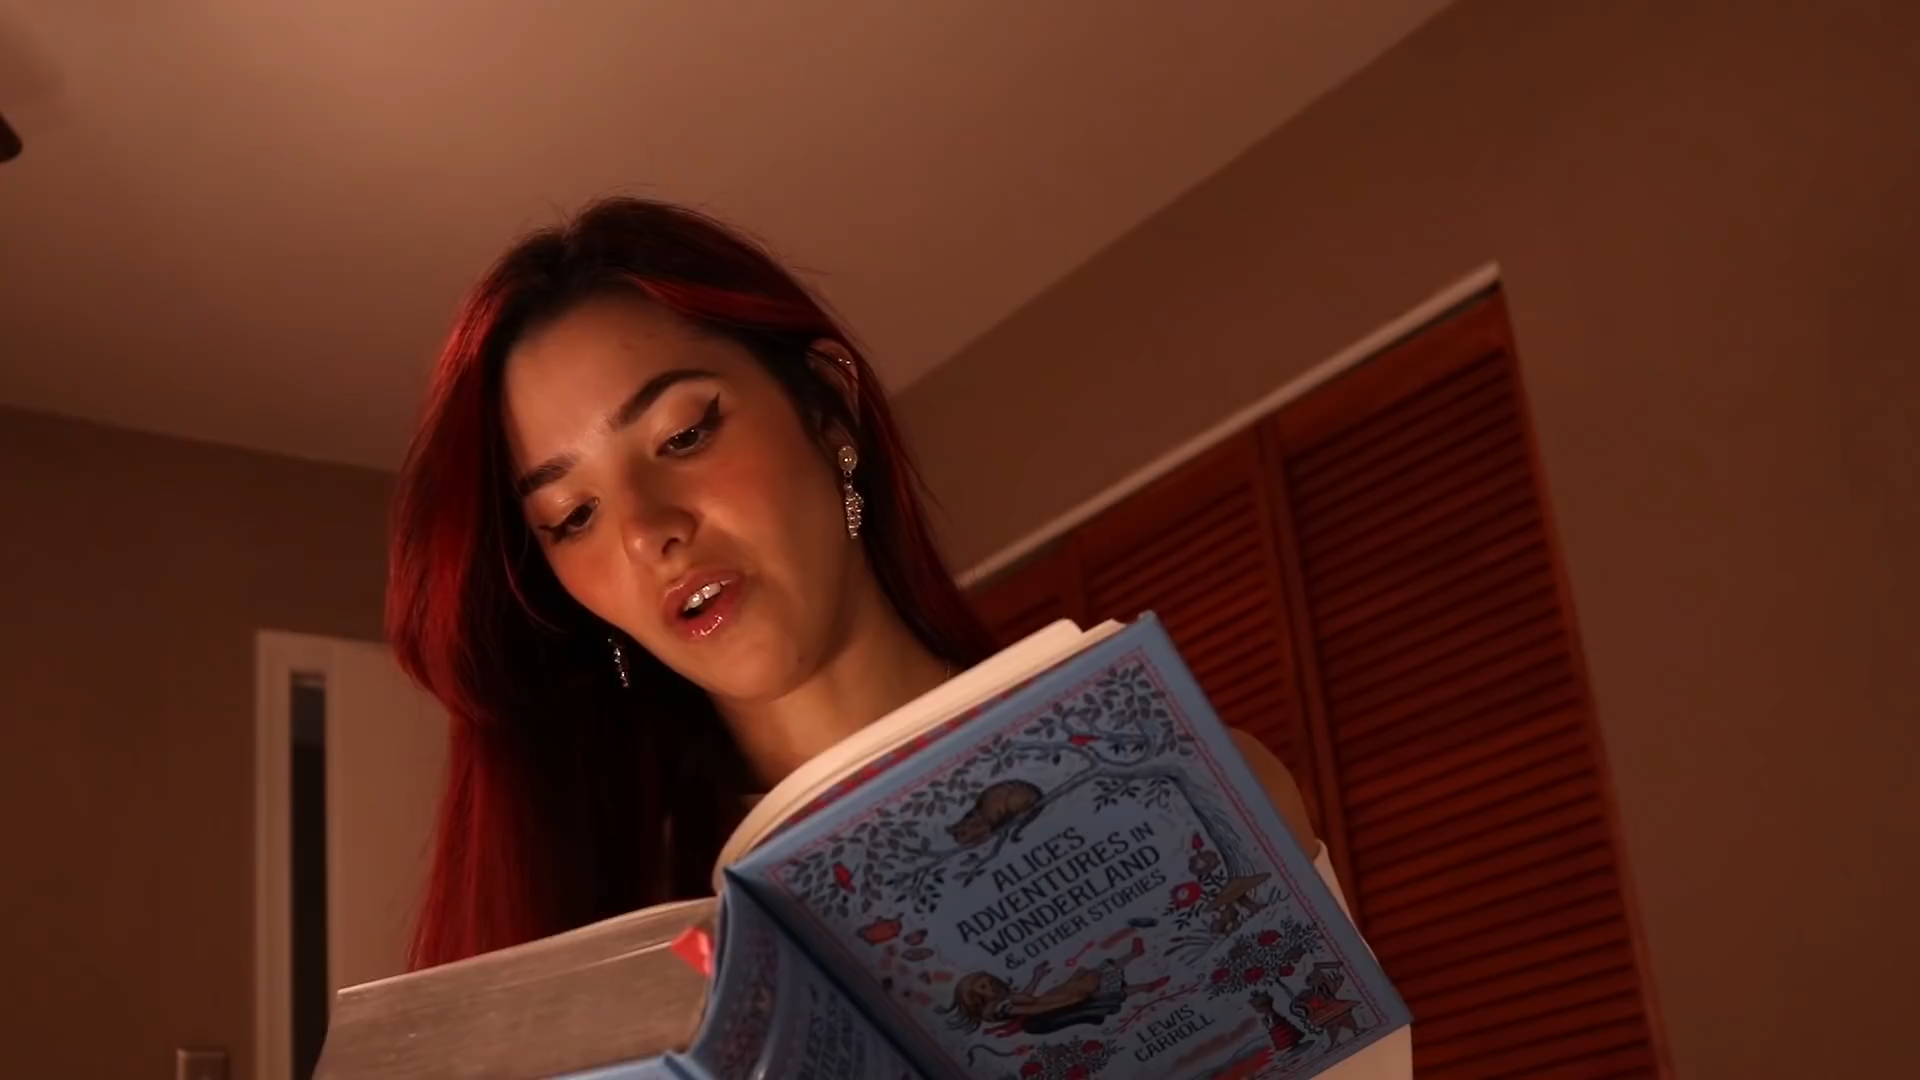 ALICE'S
ADVENTURES IN
WONDERLAND
& OTHER STORIES
LEWIS
CARROLL